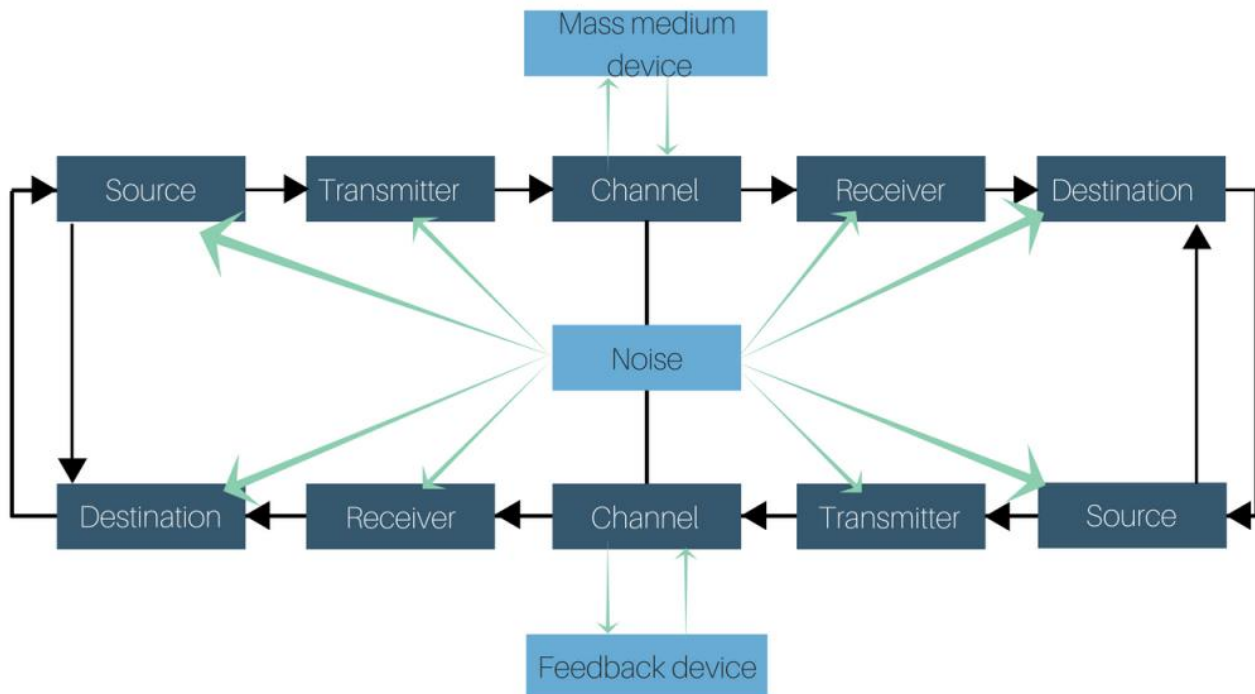 Mass medium
device
Source
Transmitter
Channel
Receiver
Destination
Noise
Destination
Receiver
Channel
Transmitter
Source
Feedback device